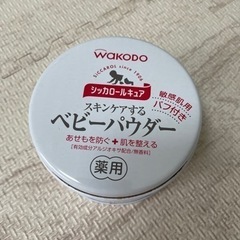 wakodo
SICCAROL since 1906
シッカロールキュア
敏感肌用
パフ付き
スキンケアする
ベビーパウダー
あせもを防ぐ+肌を整える
[有効成分アルジオキサ配合/無香料]
薬用